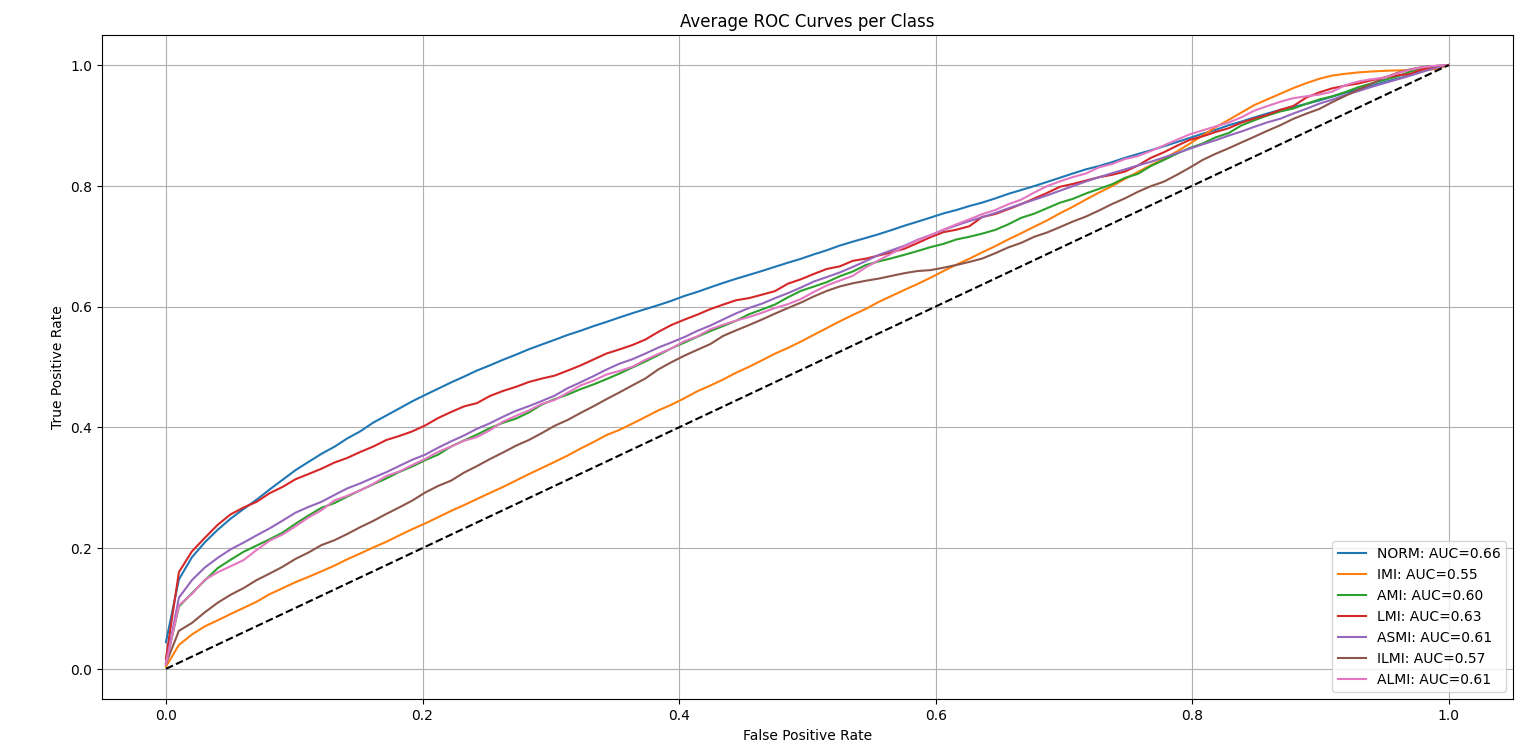 Average ROC Curves per Class
True Positive Rate
1.0
0.8
0.6
0.4
0.2
0.0
NORM: AUC=0.66
IMI: AUC=0.55
AMI: AUC=0.60
LMI: AUC=0.63
ASMI: AUC=0.61
ILMI: AUC=0.57
ALMI: AUC=0.61
0.0 0.2 0.4 0.6 0.8 1.0
False Positive Rate